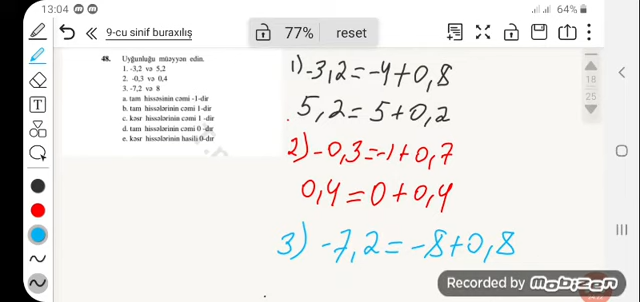 13:04 64%
9-cu sinif buraxılış 77% reset
48. Uyğunluğu müəyyən edin.
1. -3,2 və 5,2
2. -0,3 və 0,4
3. -7,2 və 8
a. tam hissəsinin cəmi -1-dir
b. tam hissələrinin cəmi 1-dir
c. kəsr hissələrinin cəmi 1 -dir
d. tam hissələrinin cəmi 0 -dır
e. kəsr hissələrinin hasili 0-dır
1) -3,2=-4+0,8
5,2=5+0,2
2) -0,3=-1+0,7
0,4=0+0,4
3) -7,2=-8+0,8
18
25
Recorded by mobizen